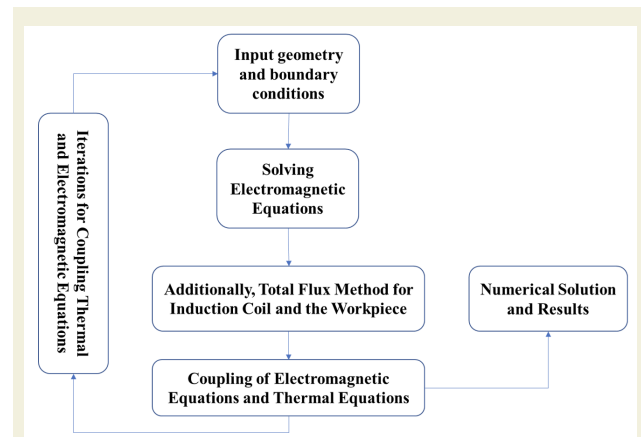 Input geometry
and boundary
conditions
Iterations for Coupling Thermal
and Electromagnetic Equations
Solving
Electromagnetic
Equations
Additionally, Total Flux Method for
Induction Coil and the Workpiece
Numerical Solution
and Results
Coupling of Electromagnetic
Equations and Thermal Equations